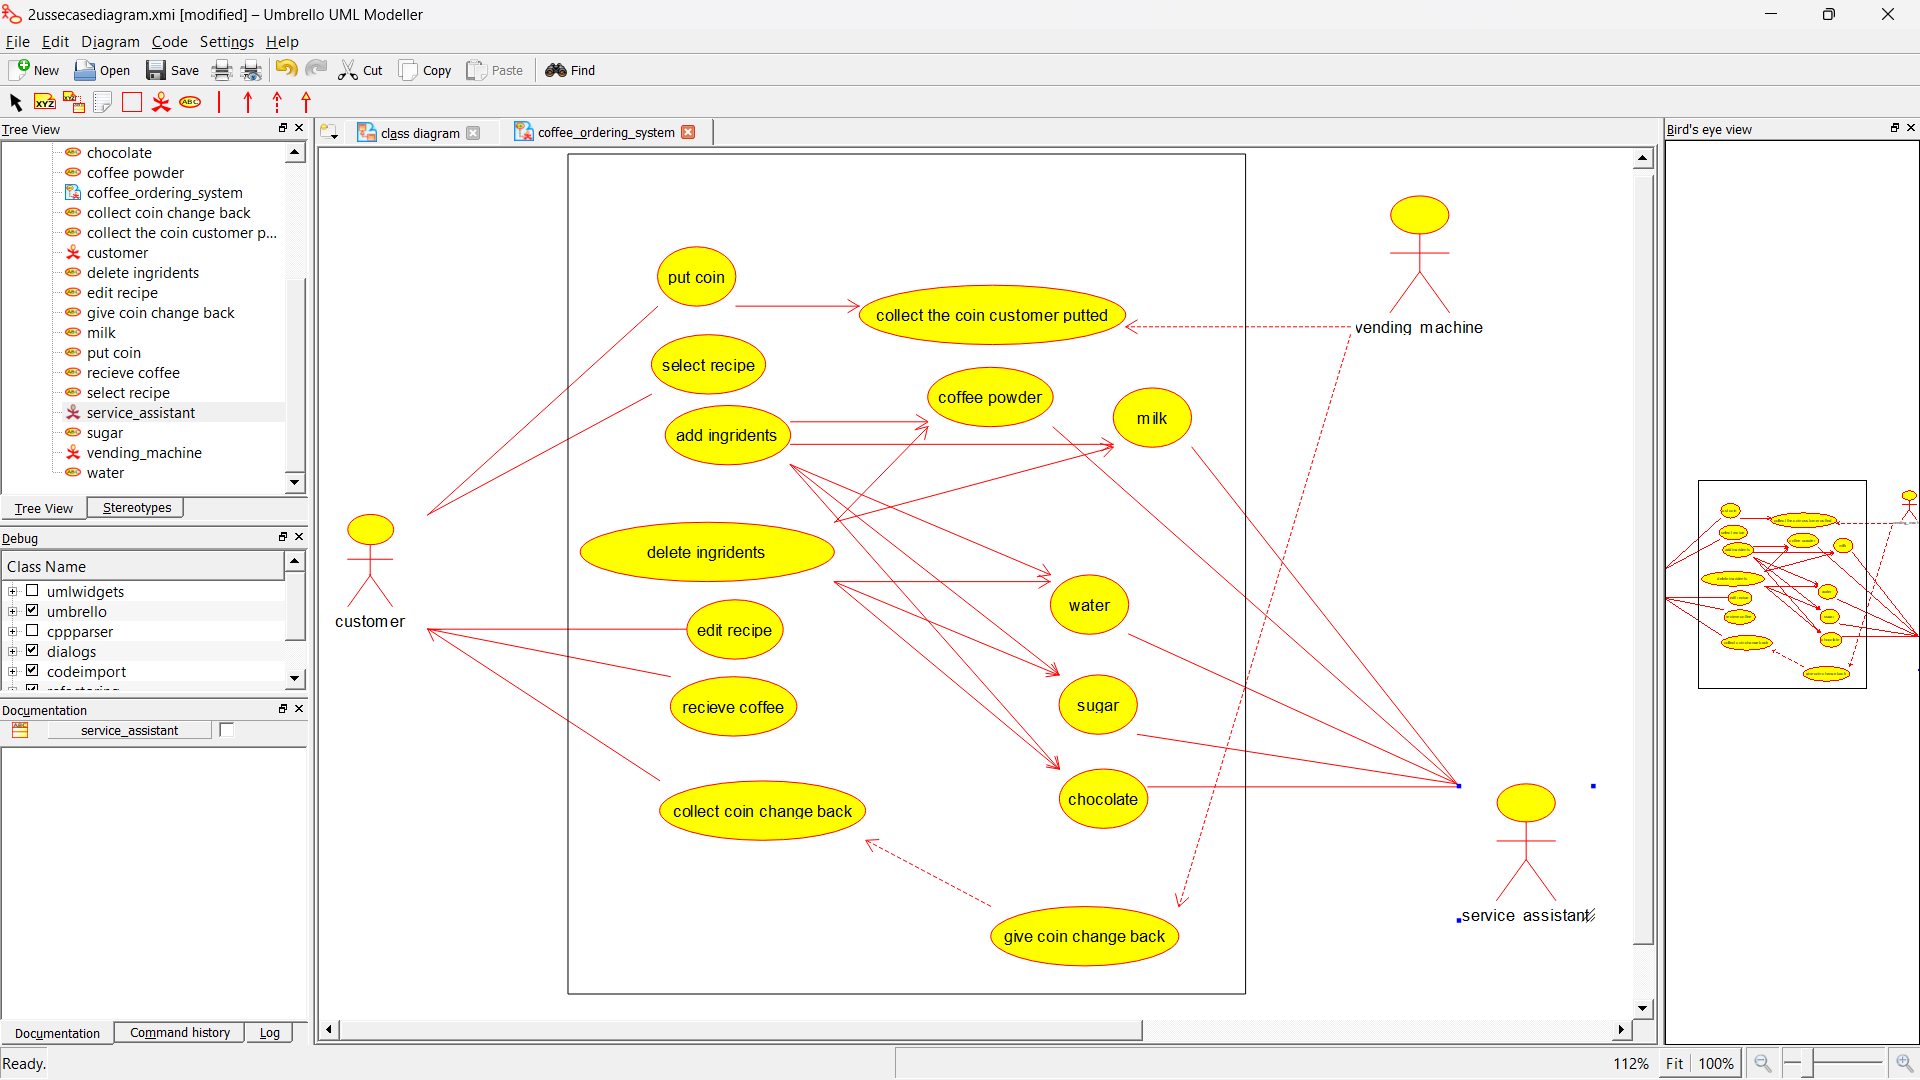 2ussecasediagram.xmi [modified] – Umbrello UML Modeller
File Edit Diagram Code Settings Help
New Open Save Cut Copy Paste Find
XYZ XYZ ABC
Tree View
chocolate
coffee powder
coffee_ordering_system
collect coin change back
collect the coin customer p...
customer
delete ingridents
edit recipe
give coin change back
milk
put coin
recieve coffee
select recipe
service_assistant
sugar
vending_machine
water
Tree View Stereotypes
Debug
Class Name
umlwidgets
umbrello
cppparser
dialogs
codeimport
refactoring
Documentation
service_assistant
Documentation Command history Log
Ready.
class diagram coffee_ordering_system
put coin
collect the coin customer putted
vending machine
select recipe
coffee powder
milk
add ingridents
delete ingridents
customer
water
edit recipe
sugar
recieve coffee
chocolate
collect coin change back
service assistant
give coin change back
Bird's eye view
112% Fit 100%